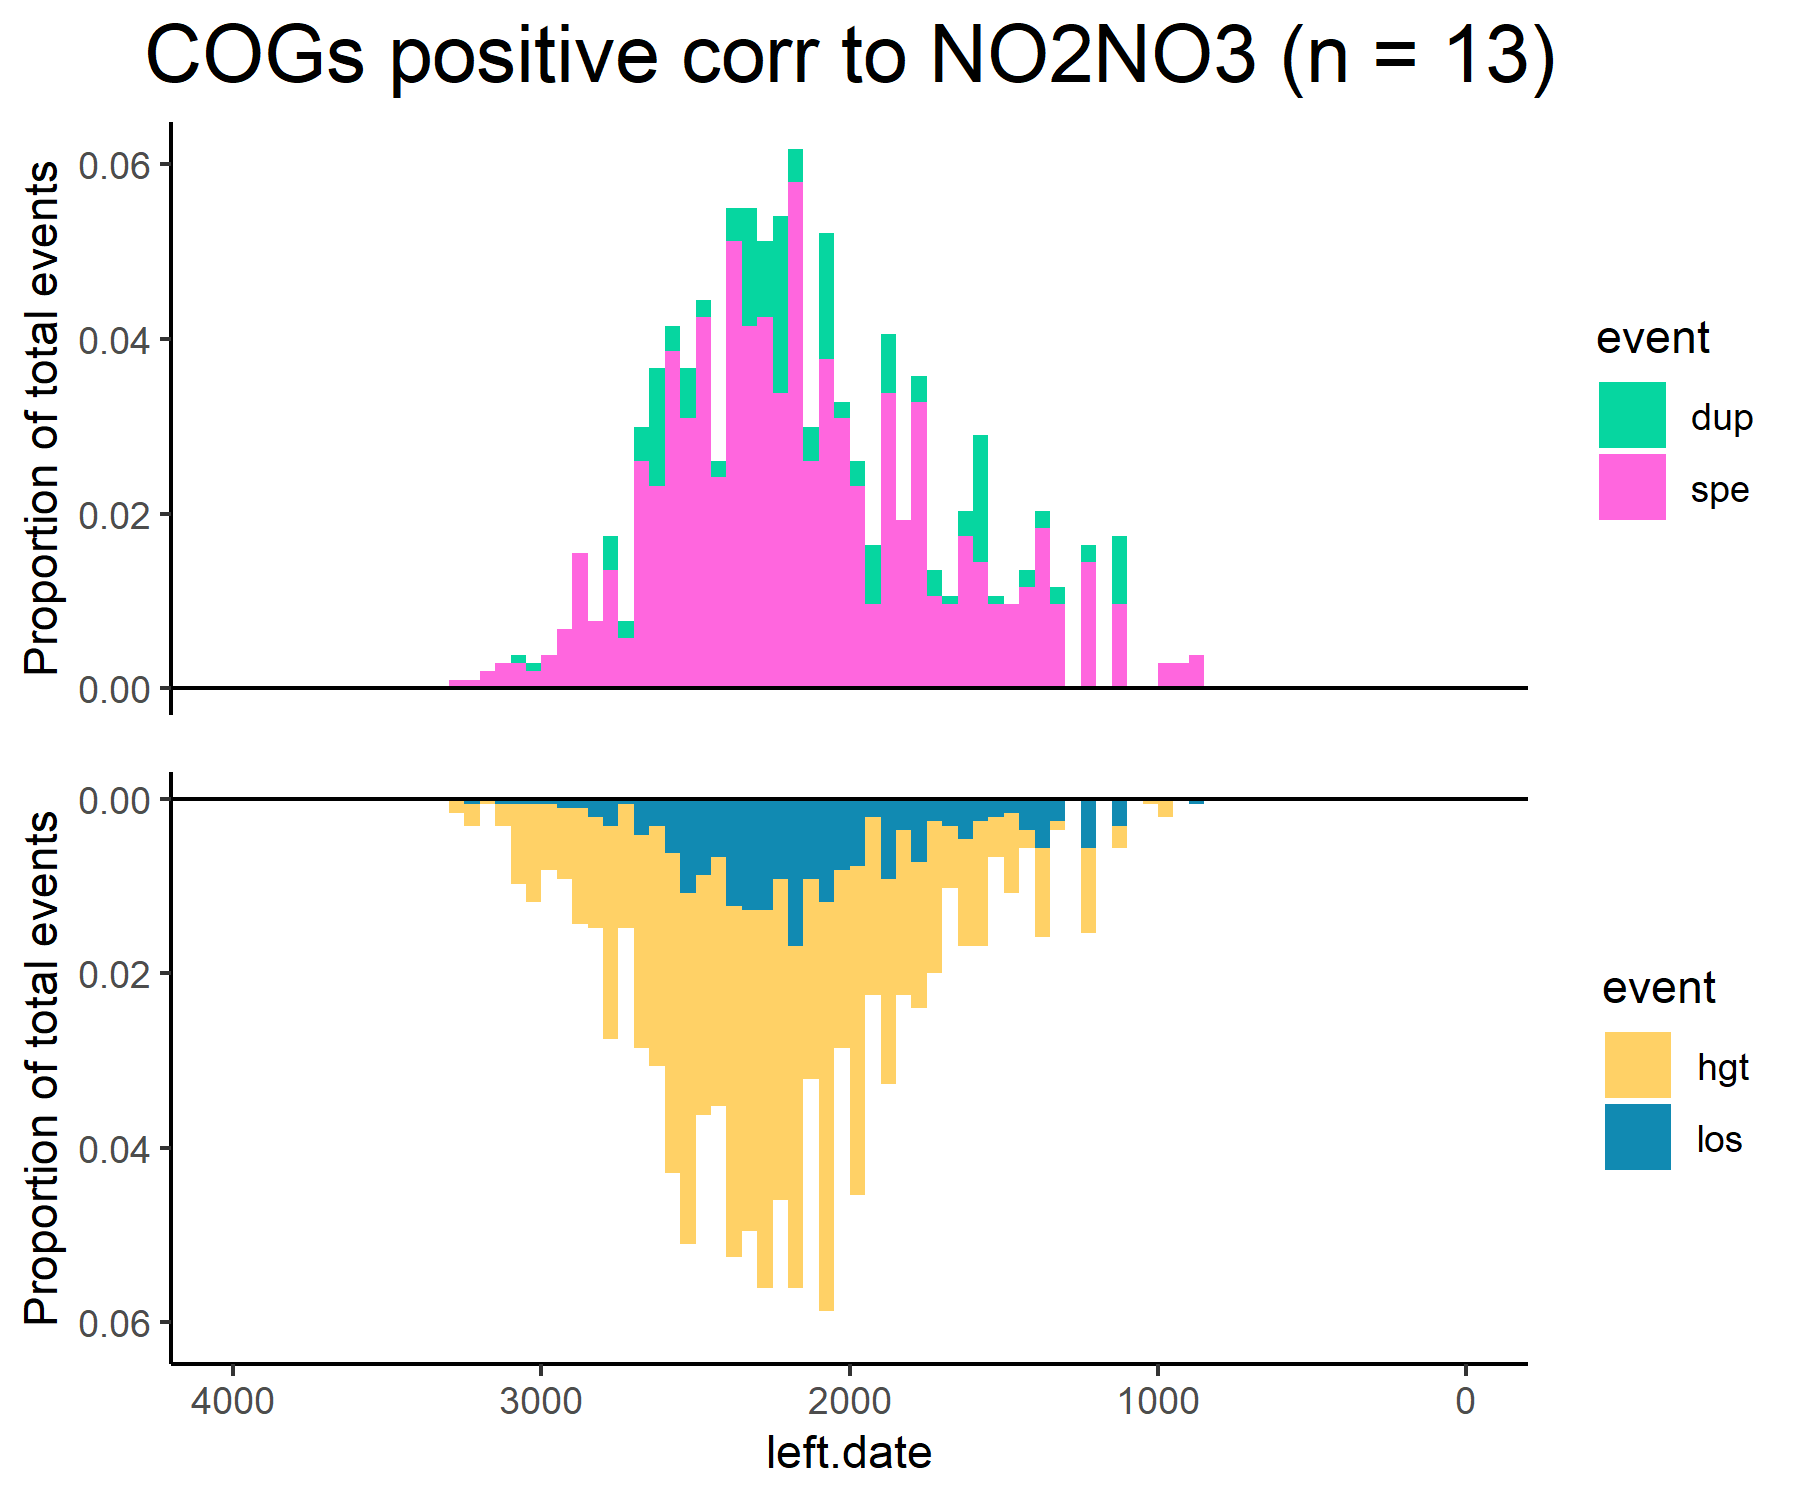 COGs positive corr to NO2NO3 (n = 13)
Proportion of total events
0.06
0.04
0.02
0.00
event
dup
spe
Proportion of total events
0.00
0.02
0.04
0.06
event
hgt
los
4000 3000 2000 1000 0
left.date